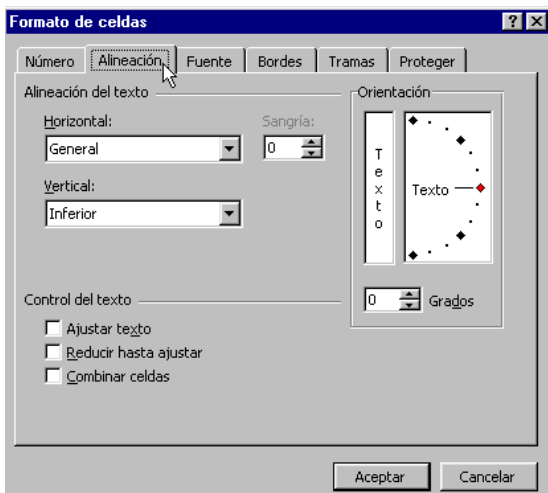 Formato de celdas
Número Alineación Fuente Bordes Tramas Proteger
Alineación del texto
Horizontal:
General
Sangría:
0
Vertical:
Inferior
Orientación
Texto
Texto
0 Grados
Control del texto
Ajustar texto
Reducir hasta ajustar
Combinar celdas
Aceptar Cancelar